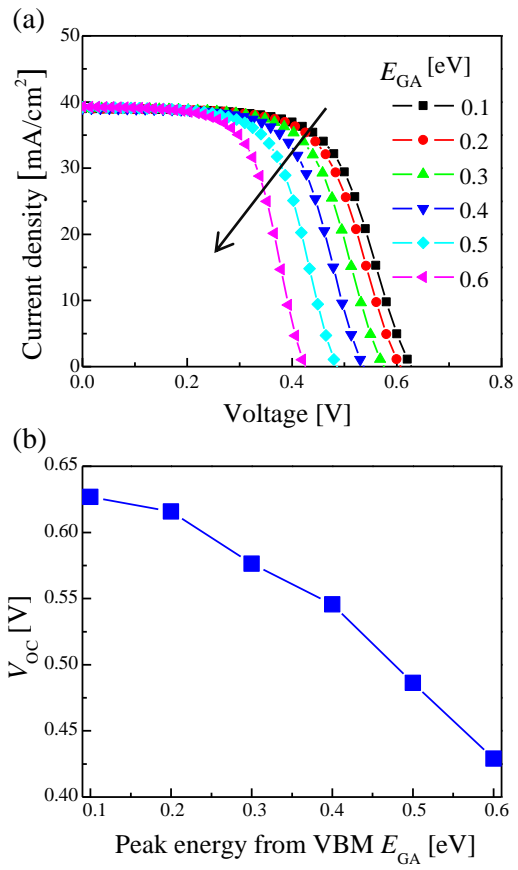 (a)
50
40
30
20
10
0
Current density [mA/cm²]
E_GA [eV]
0.1
0.2
0.3
0.4
0.5
0.6
0.0 0.2 0.4 0.6 0.8
Voltage [V]
(b)
0.65
0.60
0.55
0.50
0.45
0.40
V_OC [V]
0.1 0.2 0.3 0.4 0.5 0.6
Peak energy from VBM E_GA [eV]